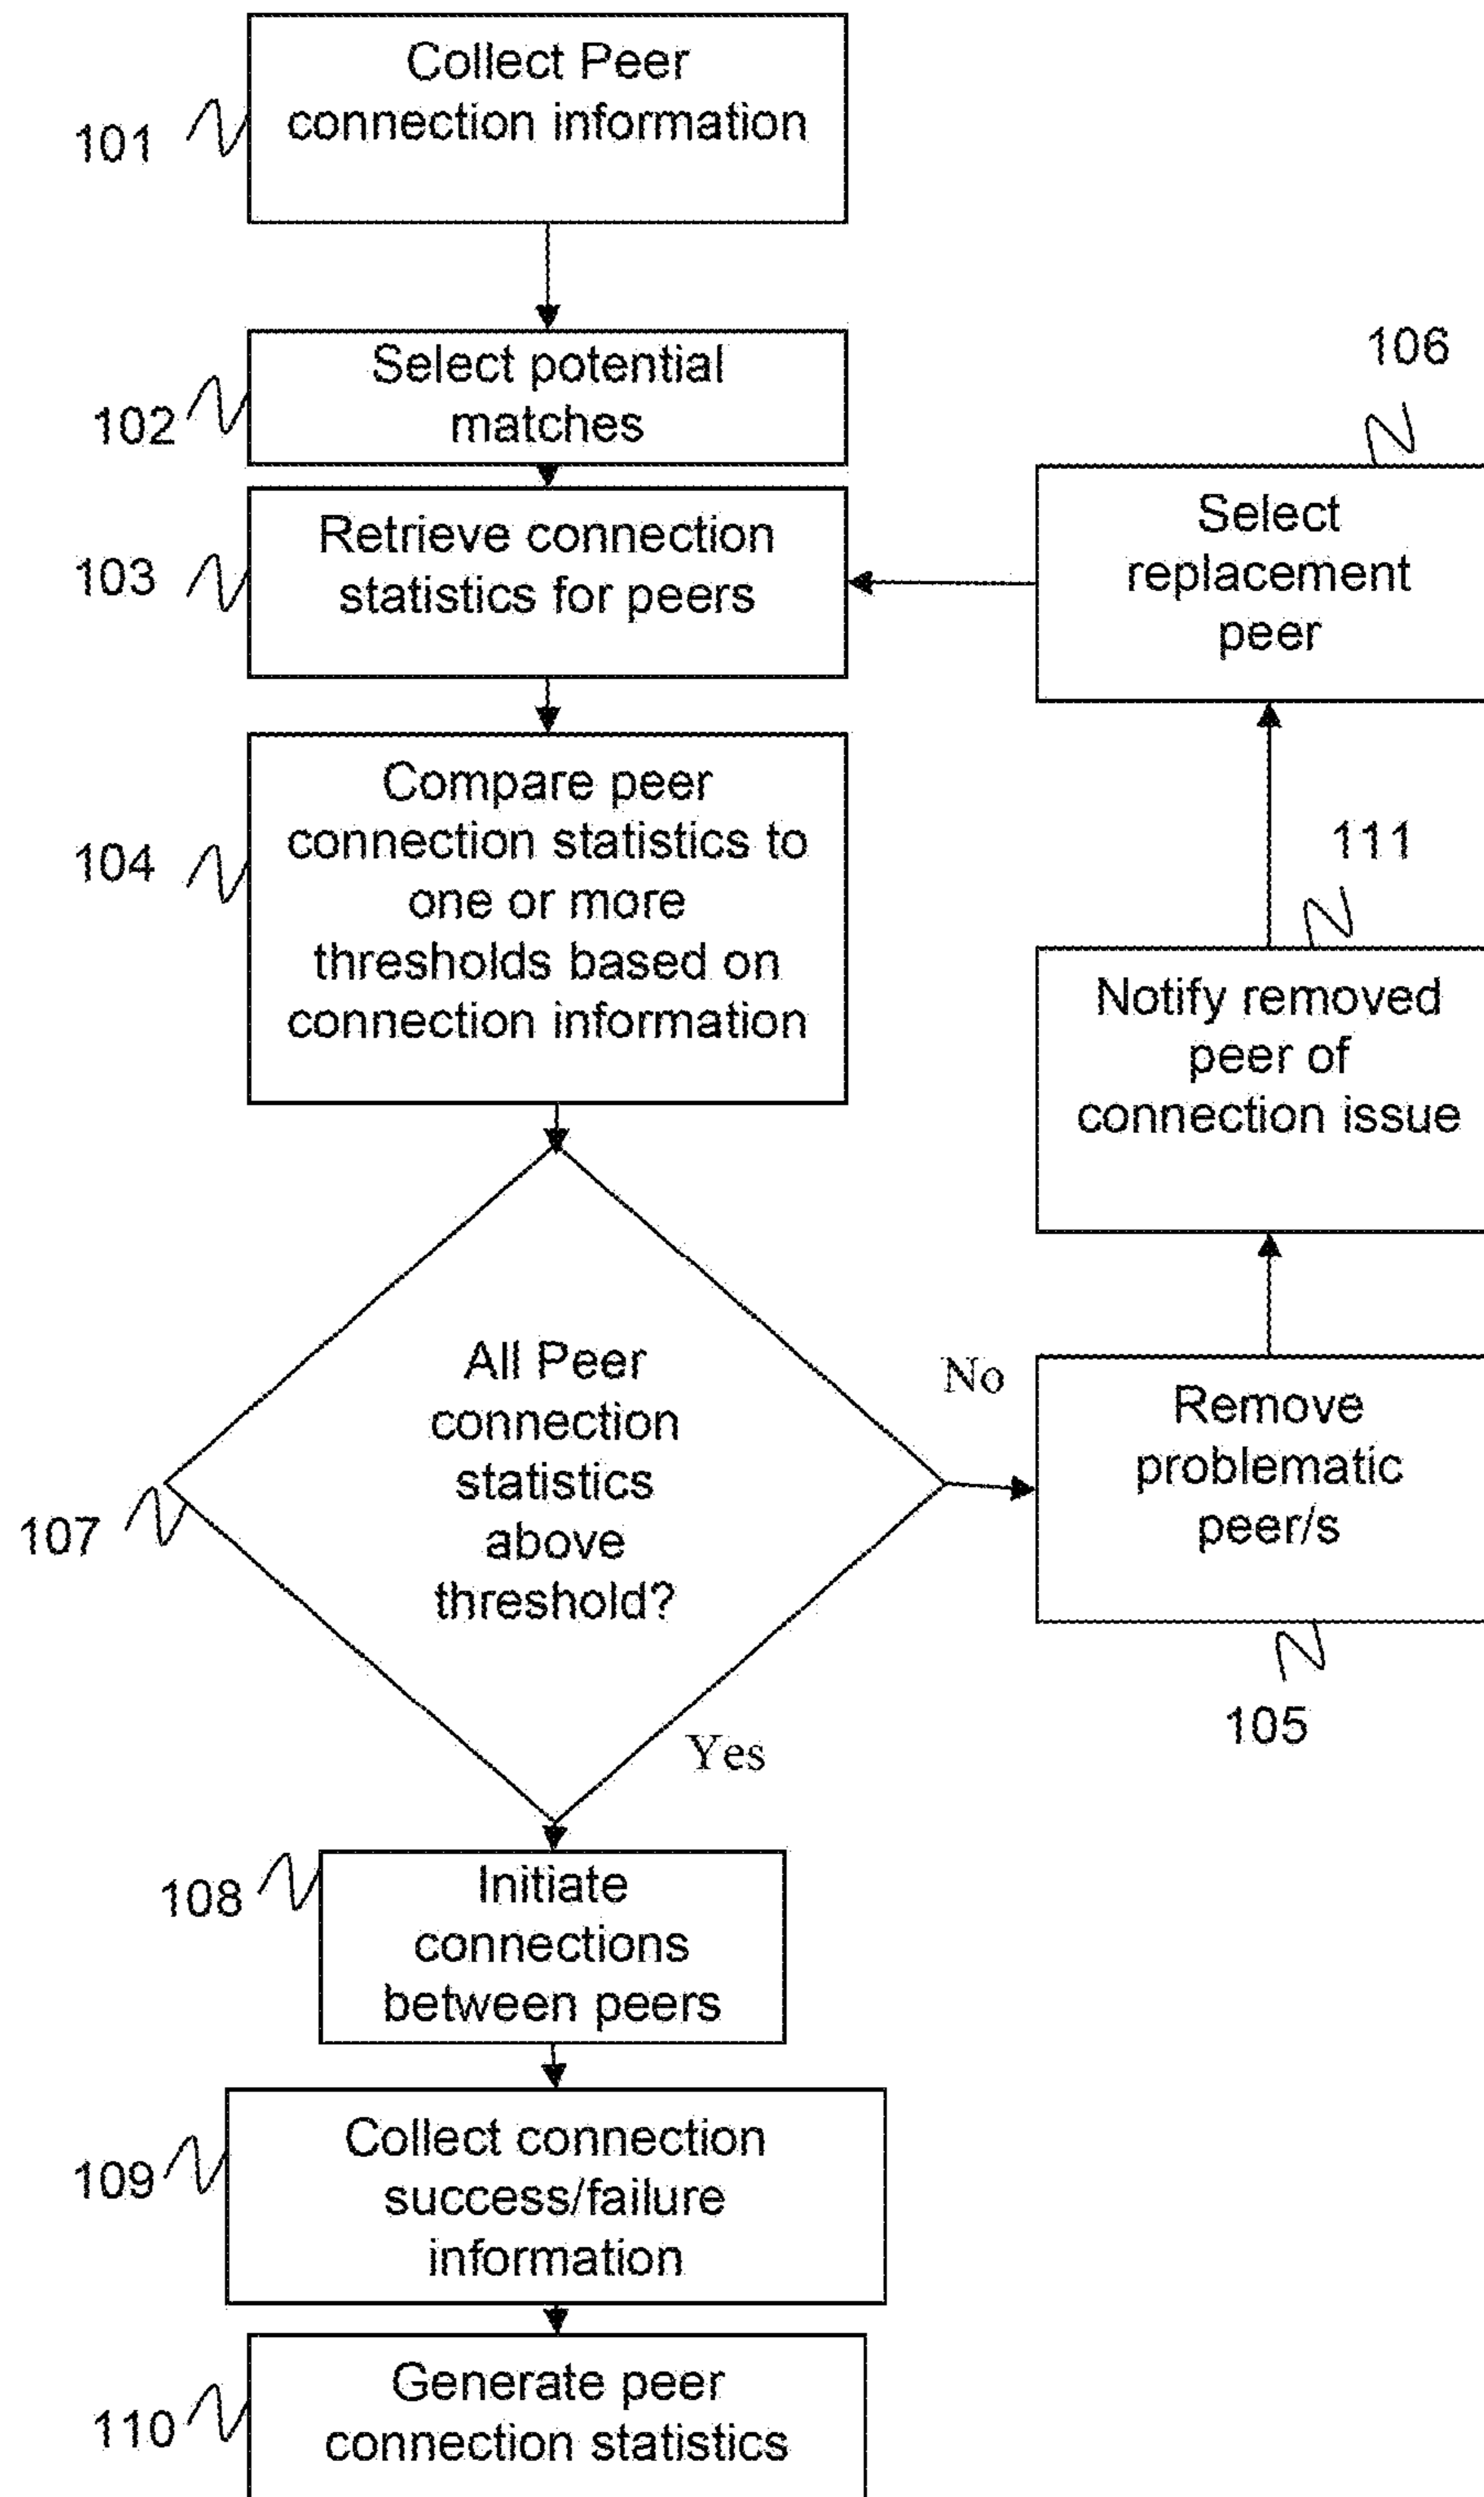 Collect Peer
connection information
101
Select potential
matches
102
106
Retrieve connection
statistics for peers
103
Select
replacement
peer
Compare peer
connection statistics to
one or more
thresholds based on
connection information
104
111
Notify removed
peer of
connection issue
All Peer
connection
statistics
above
threshold?
107
No
Remove
problematic
peer/s
105
Yes
Initiate
connections
between peers
108
Collect connection
success/failure
information
109
Generate peer
connection statistics
110